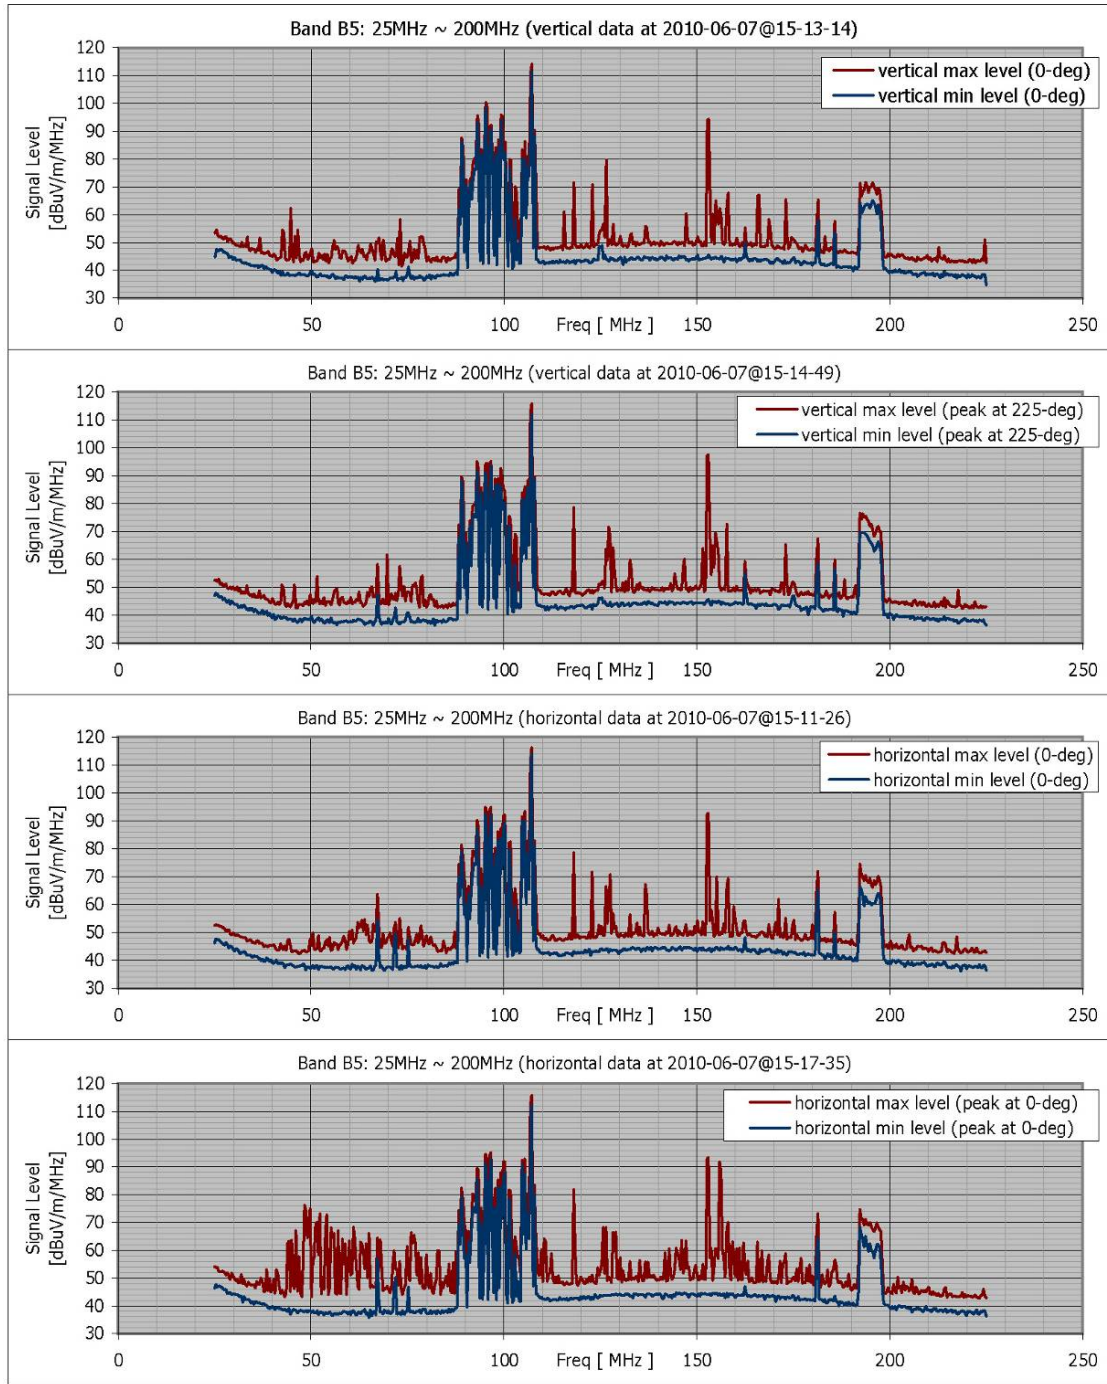 Band B5: 25MHz ~ 200MHz (vertical data at 2010-06-07@15-13-14)
vertical max level (0-deg)
vertical min level (0-deg)
Signal Level
[dBuV/m/MHz]
120
110
100
90
80
70
60
50
40
30
0
50
100
150
200
250
Freq [ MHz ]
Band B5: 25MHz ~ 200MHz (vertical data at 2010-06-07@15-14-49)
vertical max level (peak at 225-deg)
vertical min level (peak at 225-deg)
Signal Level
[dBuV/m/MHz]
120
110
100
90
80
70
60
50
40
30
0
50
100
150
200
250
Freq [ MHz ]
Band B5: 25MHz ~ 200MHz (horizontal data at 2010-06-07@15-11-26)
horizontal max level (0-deg)
horizontal min level (0-deg)
Signal Level
[dBuV/m/MHz]
120
110
100
90
80
70
60
50
40
30
0
50
100
150
200
250
Freq [ MHz ]
Band B5: 25MHz ~ 200MHz (horizontal data at 2010-06-07@15-17-35)
horizontal max level (peak at 0-deg)
horizontal min level (peak at 0-deg)
Signal Level
[dBuV/m/MHz]
120
110
100
90
80
70
60
50
40
30
0
50
100
150
200
250
Freq [ MHz ]